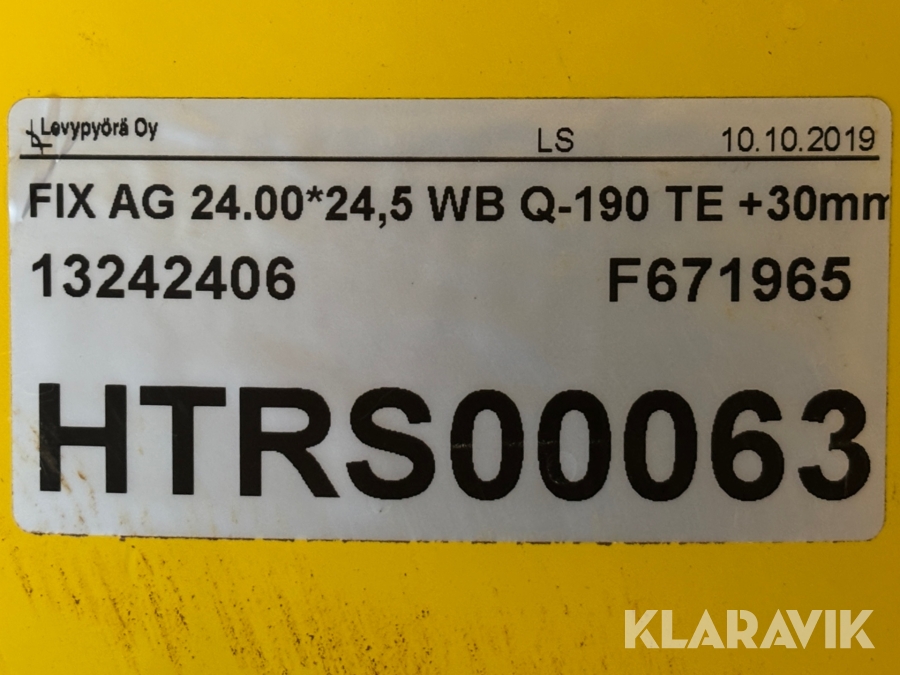 Levypyörä Oy LS 10.10.2019
FIX AG 24.00*24,5 WB Q-190 TE +30mm
13242406 F671965
HTRS00063
KLARAVIK